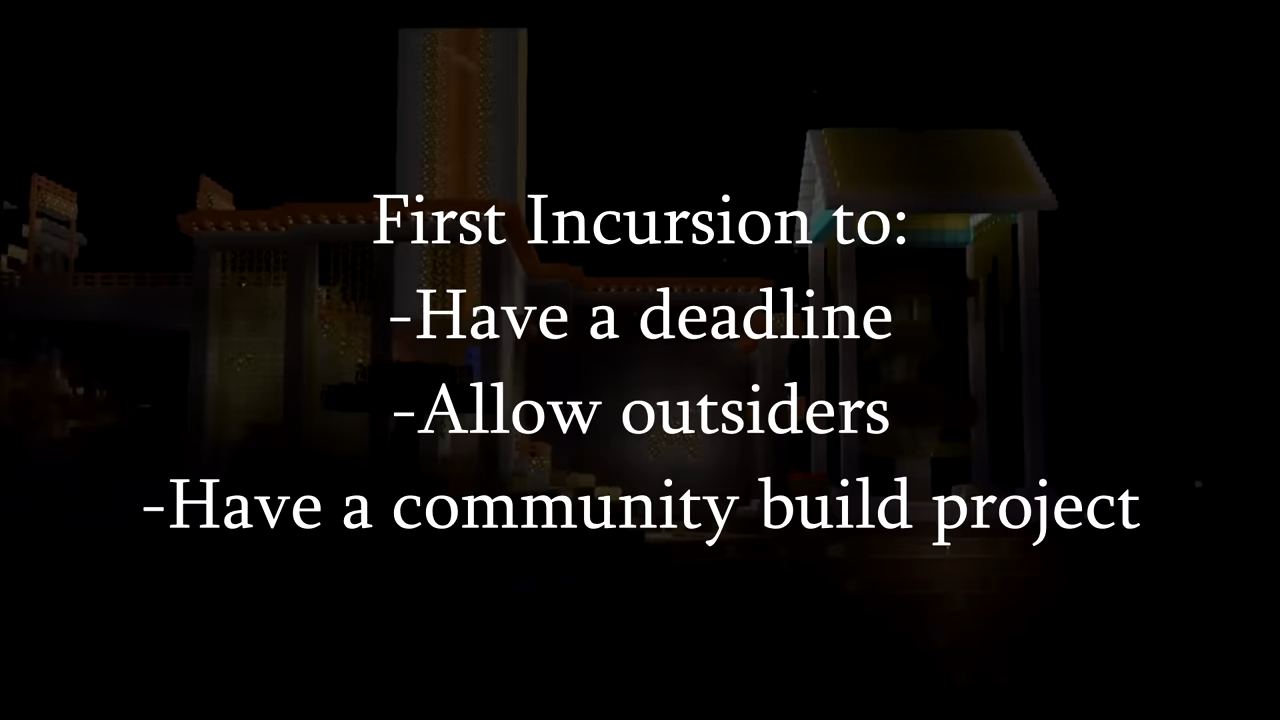 First Incursion to:
-Have a deadline
-Allow outsiders
-Have a community build project